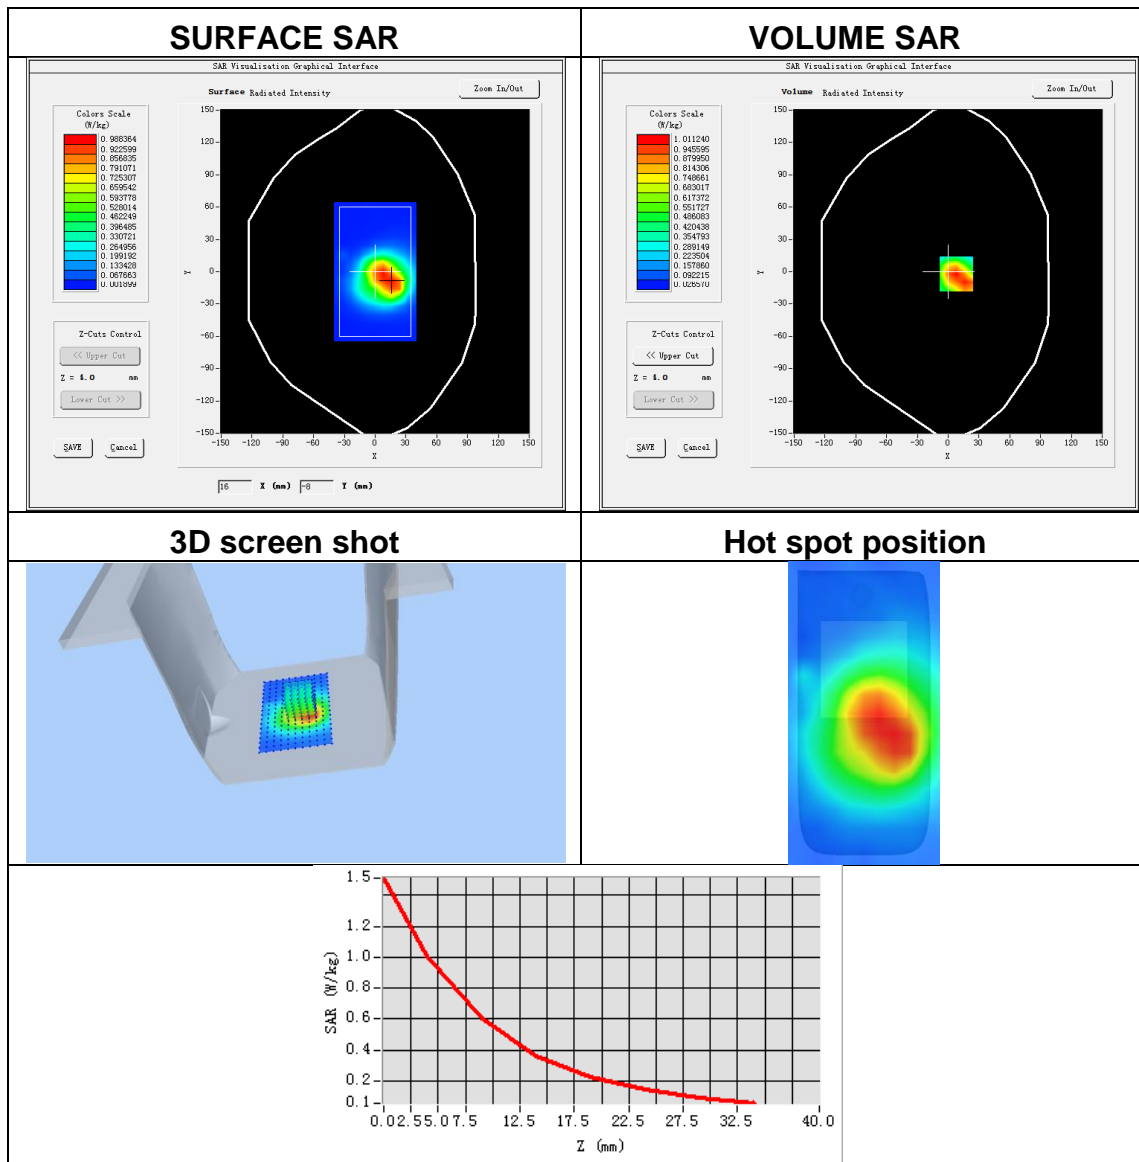 SURFACE SAR
VOLUME SAR
SAR Visualisation Graphical Interface
Surface Radiated Intensity
Zoom In/Out
Colors Scale
(W/kg)
0.988364
0.922599
0.856835
0.791071
0.725307
0.659542
0.593778
0.528014
0.462249
0.396485
0.330721
0.264956
0.199192
0.133428
0.067663
0.001899
150
120
90
60
30
0
-30
-60
-90
-120
-150
Y
-150 -120 -90 -60 -30 0 30 60 90 120 150
X
Z-Cuts Control
<< Upper Cut
Z = 4.0 mm
Lower Cut >>
SAVE Cancel
16 X (mm) -8 Y (mm)
SAR Visualisation Graphical Interface
Volume Radiated Intensity
Zoom In/Out
Colors Scale
(W/kg)
1.011240
0.945595
0.879950
0.814306
0.748661
0.683017
0.617372
0.551727
0.486083
0.420438
0.354793
0.289149
0.223504
0.157860
0.092215
0.026570
150
120
90
60
30
0
-30
-60
-90
-120
-150
Y
-150 -120 -90 -60 -30 0 30 60 90 120 150
X
Z-Cuts Control
<< Upper Cut
Z = 4.0 mm
Lower Cut >>
SAVE Cancel
3D screen shot
Hot spot position
1.5
1.2
1.0
0.8
0.6
0.4
0.2
0.1
SAR (W/kg)
0.0 2.5 5.0 7.5 12.5 17.5 22.5 27.5 32.5 40.0
Z (mm)